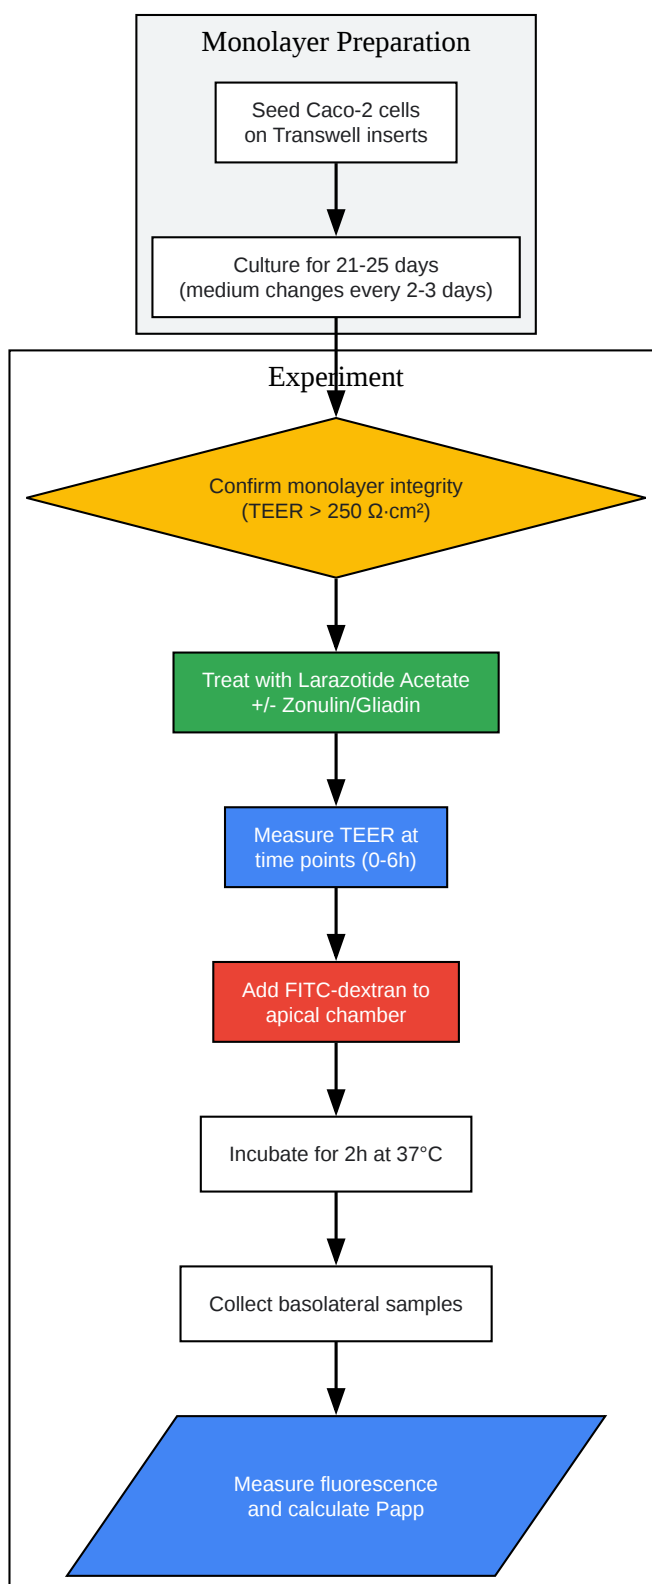 Monolayer Preparation
Seed Caco-2 cells
on Transwell inserts
Culture for 21-25 days
(medium changes every 2-3 days)
Experiment
Confirm monolayer integrity
(TEER > 250 Ω·cm²)
Treat with Larazotide Acetate
+/- Zonulin/Gliadin
Measure TEER at
time points (0-6h)
Add FITC-dextran to
apical chamber
Incubate for 2h at 37°C
Collect basolateral samples
Measure fluorescence
and calculate Papp